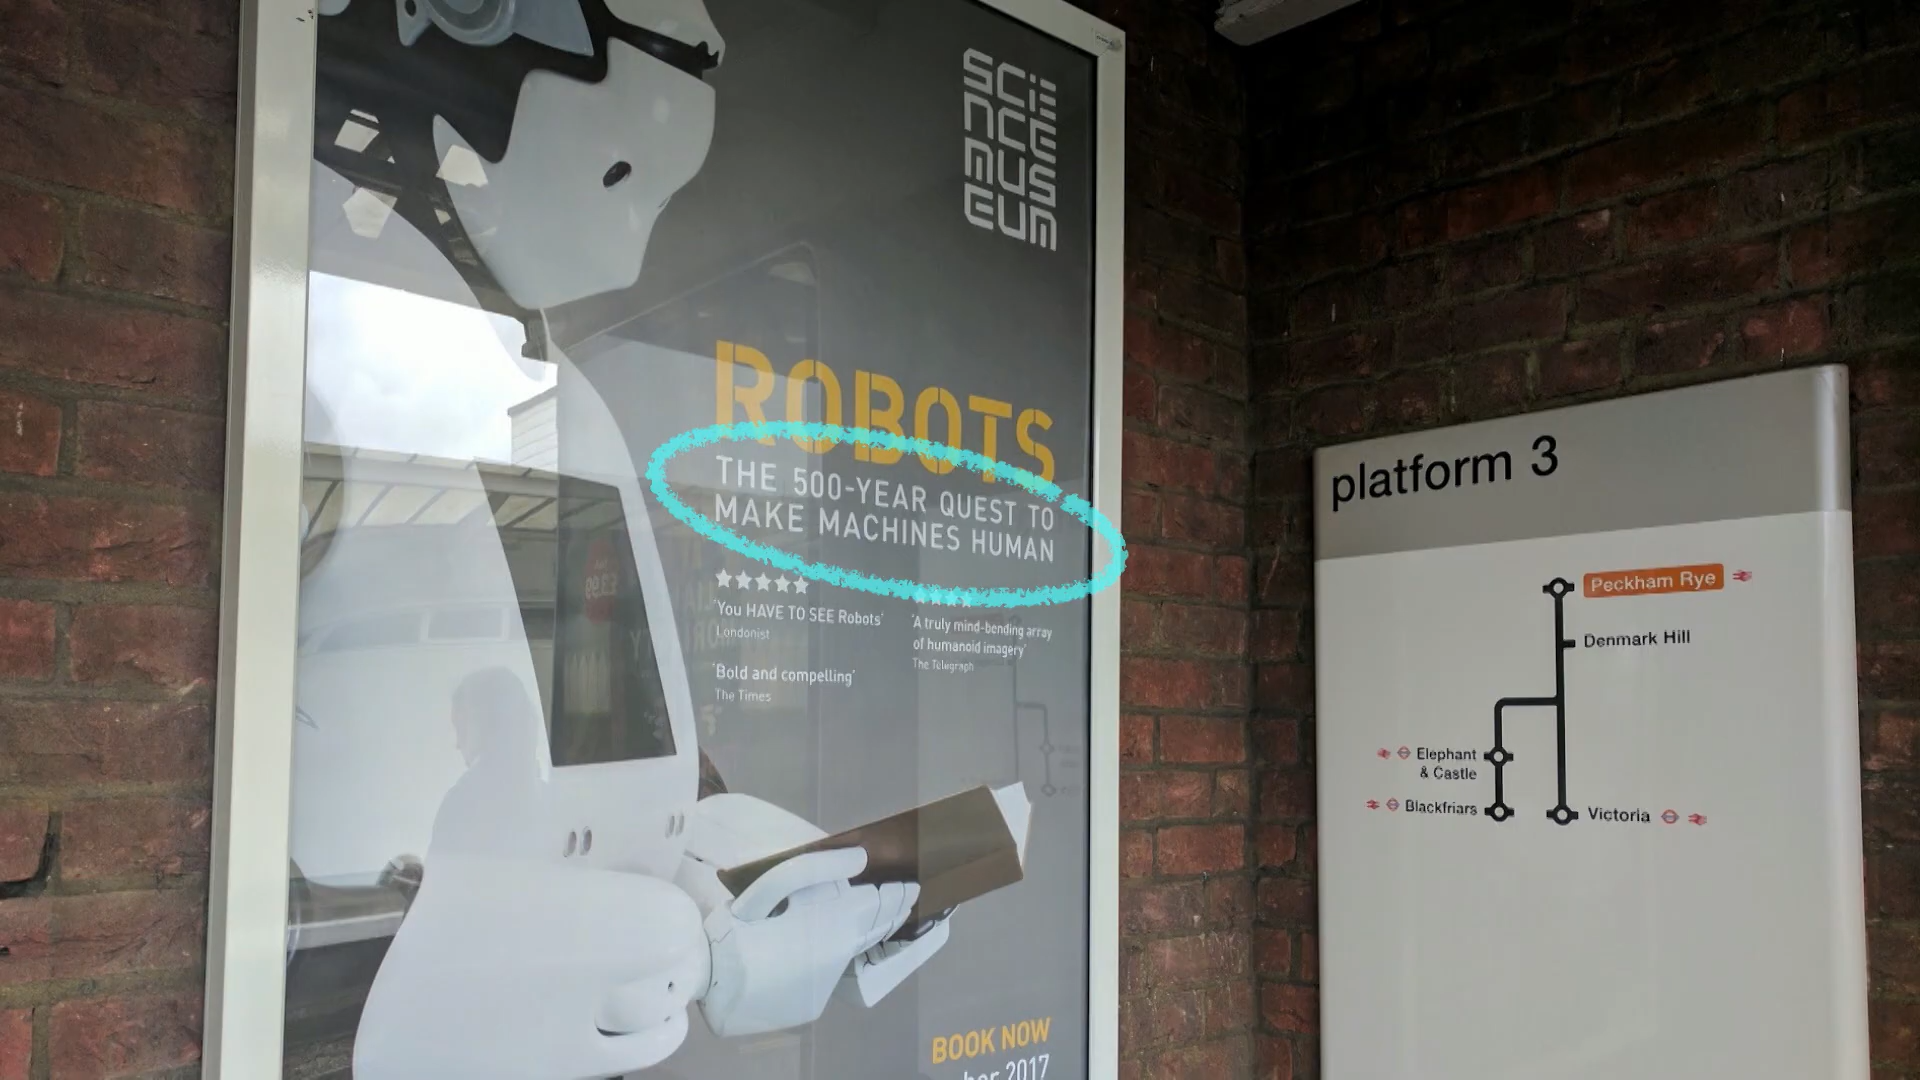 SCIENCE MUSEUM
ROBOTS
THE 500-YEAR QUEST TO
MAKE MACHINES HUMAN
'You HAVE TO SEE Robots'
Londonist
'Bold and compelling'
The Times
'A truly mind-bending array
of humanoid imagery'
The Telegraph
BOOK NOW
2017
platform 3
Peckham Rye
Denmark Hill
Elephant
& Castle
Blackfriars
Victoria